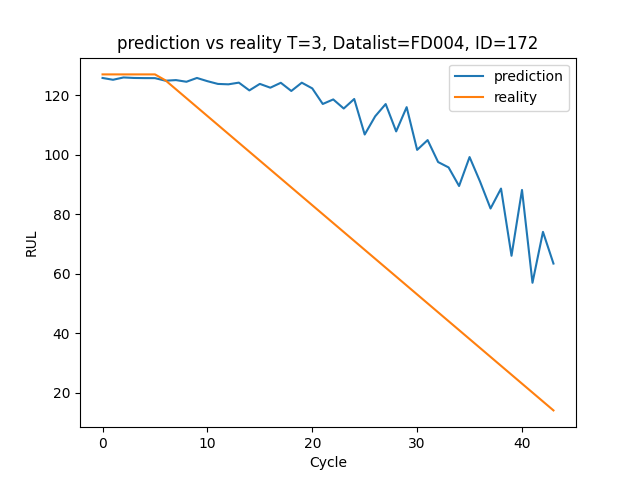 prediction vs reality T=3, Datalist=FD004, ID=172
prediction
reality
120
100
80
60
40
20
RUL
0 10 20 30 40
Cycle